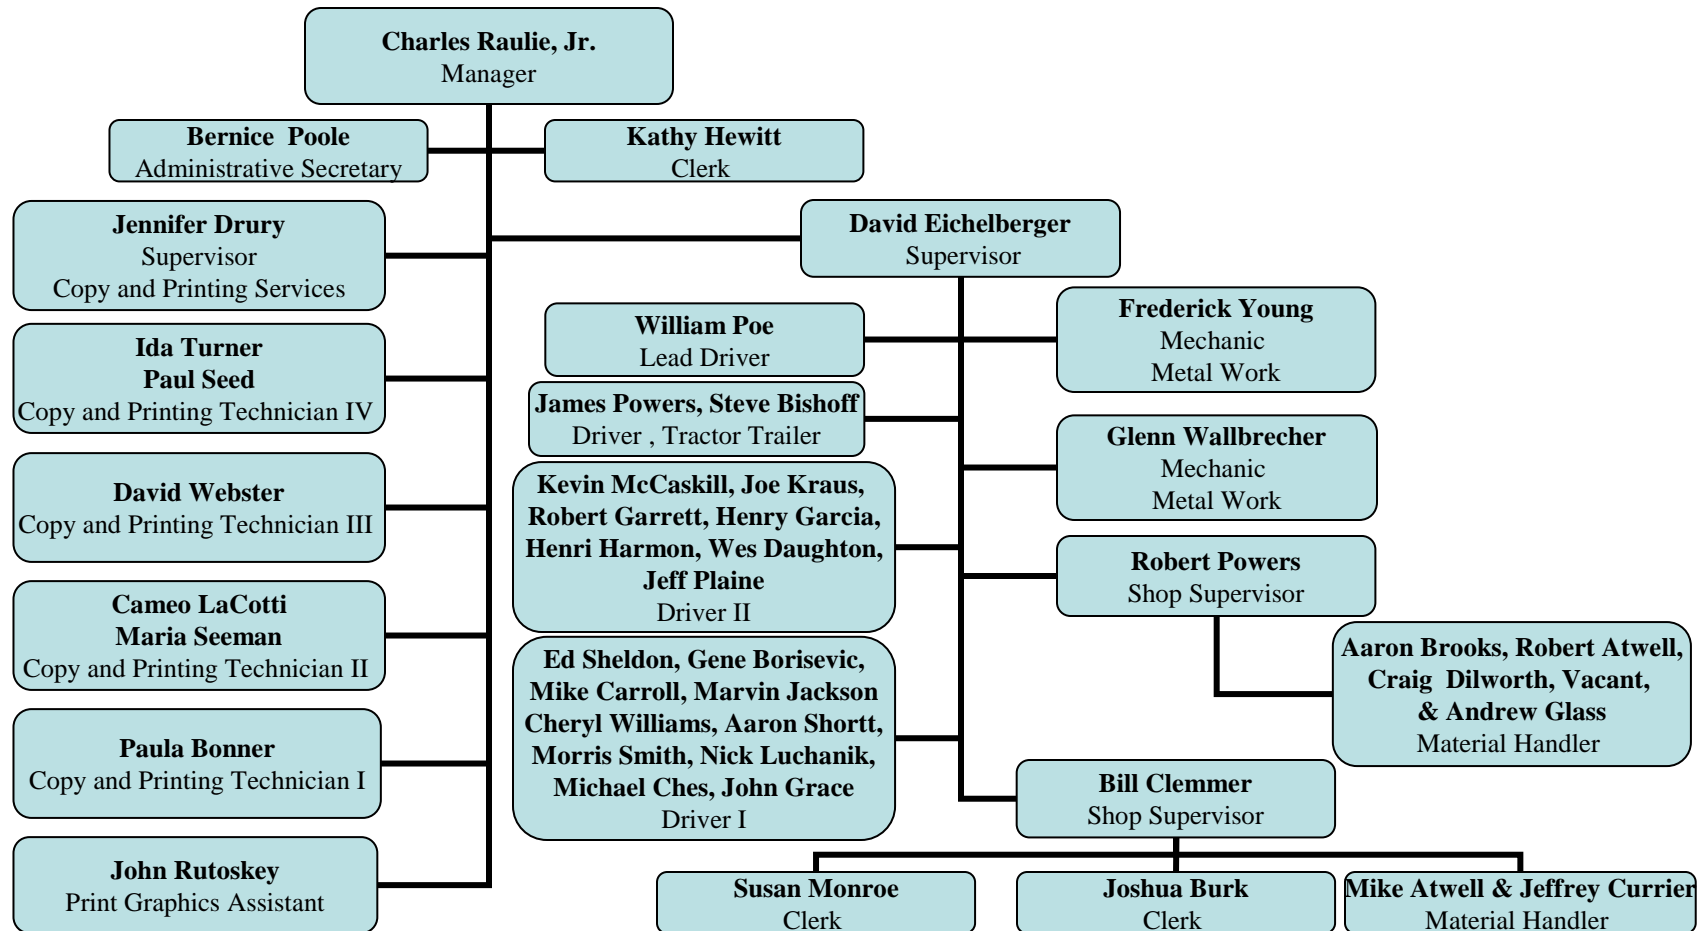 Charles Raulie, Jr.
Manager
Bernice Poole
Administrative Secretary
Kathy Hewitt
Clerk
Jennifer Drury
Supervisor
Copy and Printing Services
David Eichelberger
Supervisor
Ida Turner
Paul Seed
Copy and Printing Technician IV
David Webster
Copy and Printing Technician III
Cameo LaCotti
Maria Seeman
Copy and Printing Technician II
Paula Bonner
Copy and Printing Technician I
John Rutoskey
Print Graphics Assistant
William Poe
Lead Driver
James Powers, Steve Bishoff
Driver , Tractor Trailer
Kevin McCaskill, Joe Kraus,
Robert Garrett, Henry Garcia,
Henri Harmon, Wes Daughton,
Jeff Plaine
Driver II
Ed Sheldon, Gene Borisevic,
Mike Carroll, Marvin Jackson
Cheryl Williams, Aaron Shortt,
Morris Smith, Nick Luchanik,
Michael Ches, John Grace
Driver I
Frederick Young
Mechanic
Metal Work
Glenn Wallbrecher
Mechanic
Metal Work
Robert Powers
Shop Supervisor
Aaron Brooks, Robert Atwell,
Craig Dilworth, Vacant,
& Andrew Glass
Material Handler
Bill Clemmer
Shop Supervisor
Susan Monroe
Clerk
Joshua Burk
Clerk
Mike Atwell & Jeffrey Currier
Material Handler